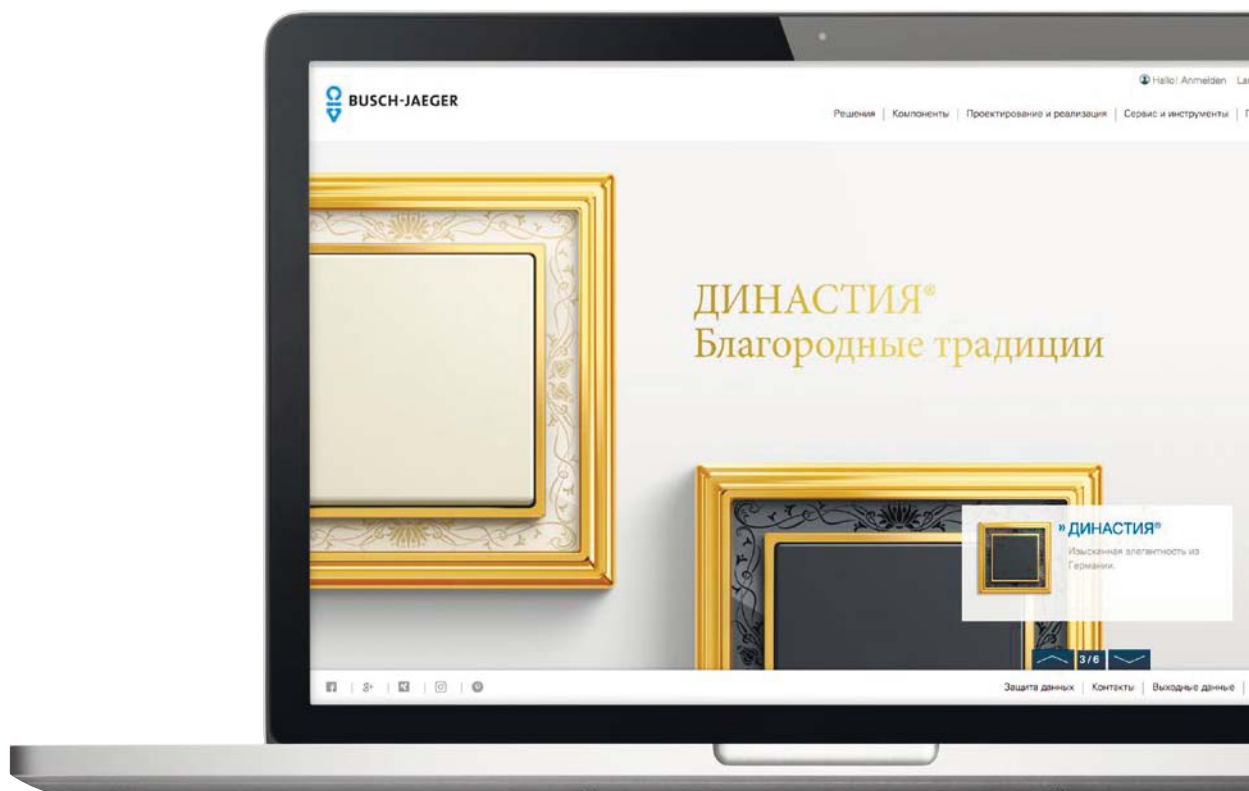 BUSCH-JAEGER
Hallo! Anmelden
Решения | Компоненты | Проектирование и реализация | Сервис и инструменты |
ДИНАСТИЯ®
Благородные традиции
» ДИНАСТИЯ®
Изысканная элегантность из
Германии.
3/6
Защита данных | Контакты | Выходные данные |